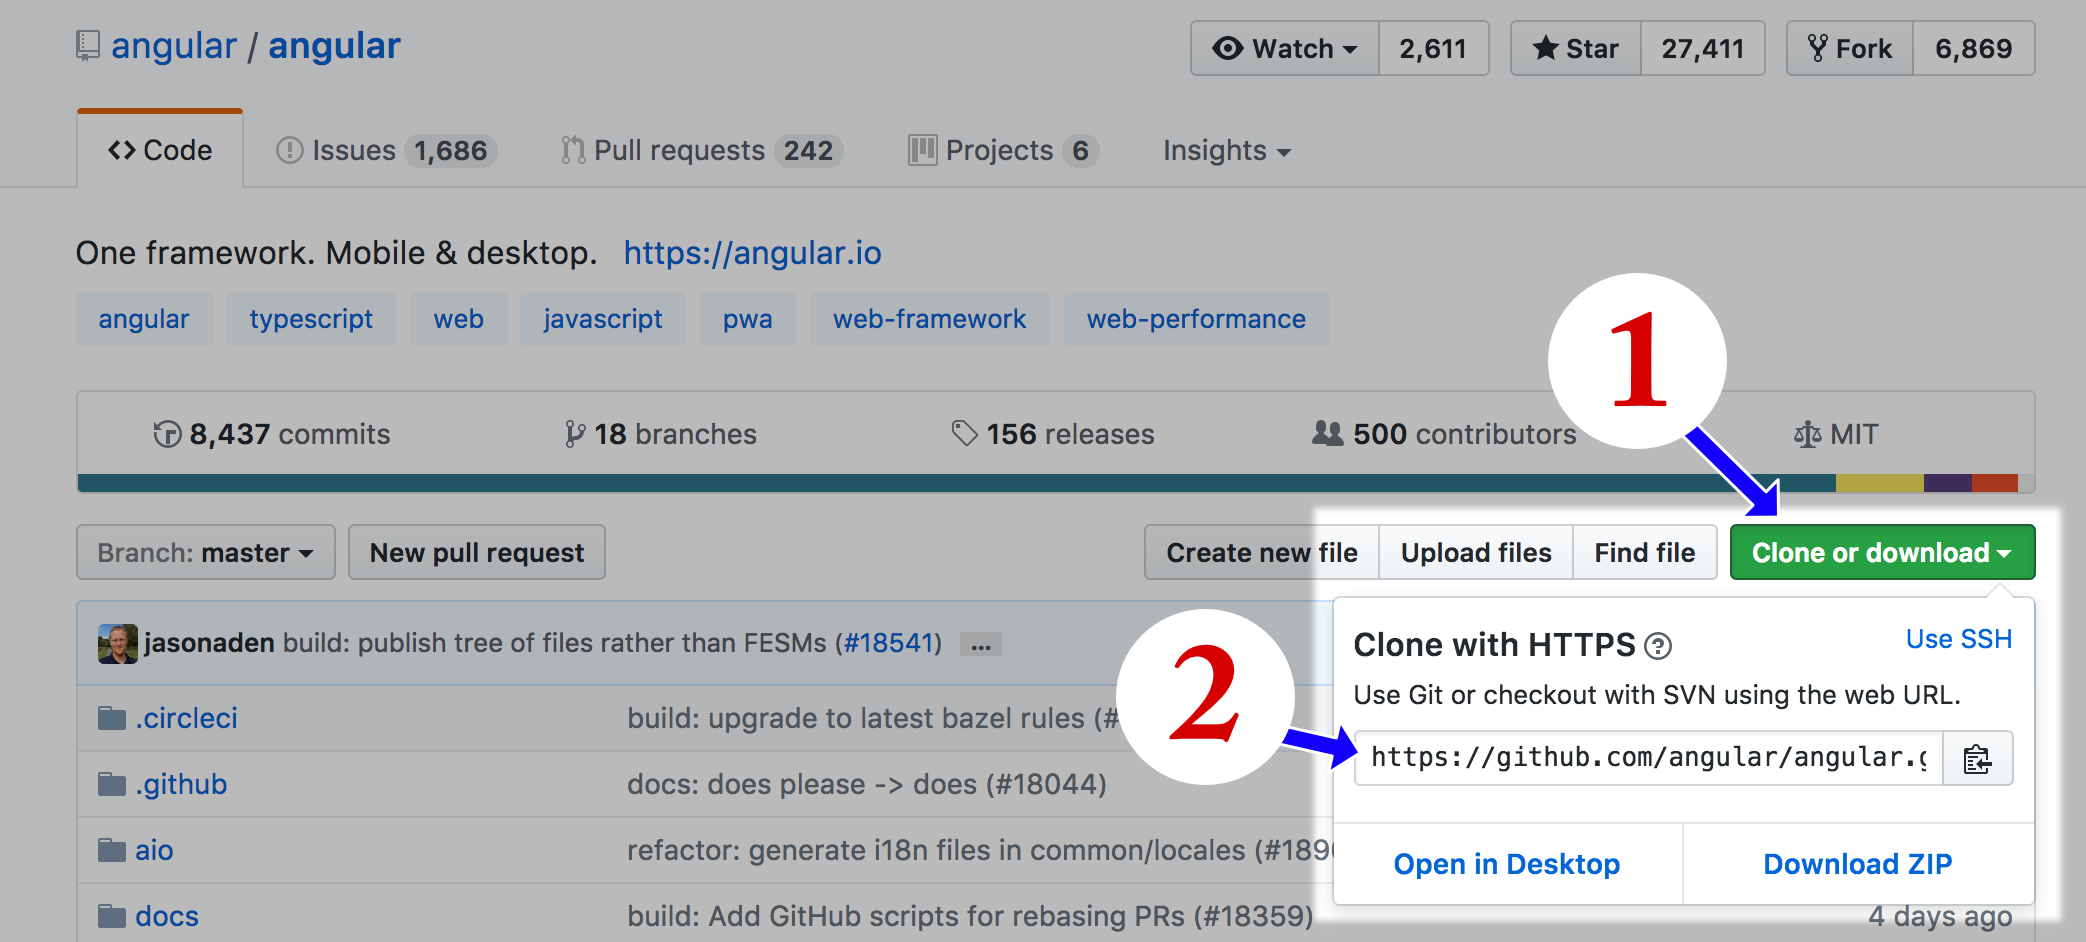 angular / angular
Watch 2,611 Star 27,411 Fork 6,869
Code Issues 1,686 Pull requests 242 Projects 6 Insights
One framework. Mobile & desktop. https://angular.io
angular typescript web javascript pwa web-framework web-performance
1
8,437 commits 18 branches 156 releases 500 contributors MIT
Branch: master New pull request Create new file Upload files Find file Clone or download
jasonaden build: publish tree of files rather than FESMs (#18541) ...
2
Clone with HTTPS ? Use SSH
Use Git or checkout with SVN using the web URL.
https://github.com/angular/angular.g
Open in Desktop Download ZIP
.circleci build: upgrade to latest bazel rules (#
.github docs: does please -> does (#18044)
aio refactor: generate i18n files in common/locales (#189
docs build: Add GitHub scripts for rebasing PRs (#18359) 4 days ago